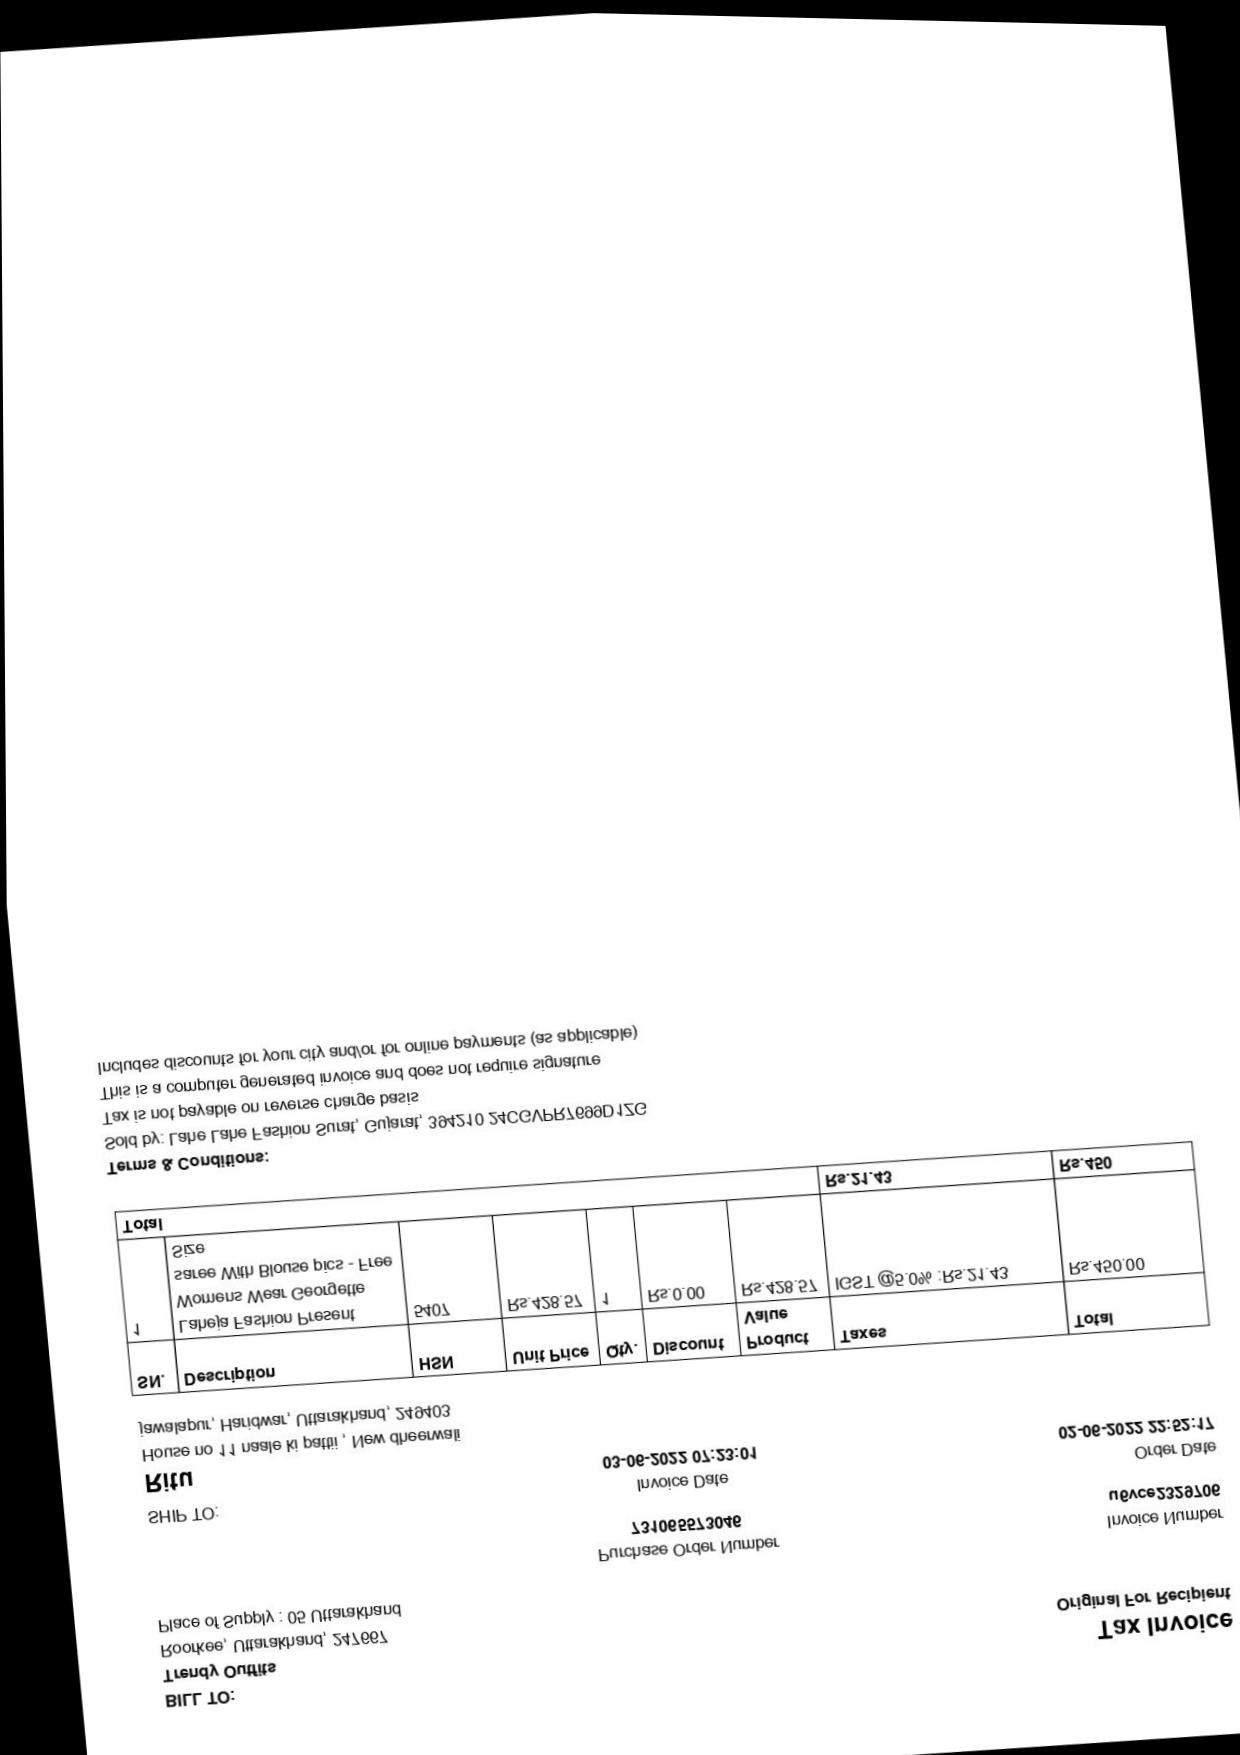 BILL TO:
Trendy Outfits
Roorkee, Uttarakhand, 247667
Place of Supply : 05 Uttarakhand
Tax Invoice
Original For Recipient
Purchase Order Number
731065573046
Invoice Number
u6vce2329706
SHIP TO:
Ritu
House no 11 naale ki pattii , New dheerwali
jawalapur, Haridwar, Uttarakhand, 249403
Invoice Date
03-06-2022 07:23:01
Order Date
02-06-2022 22:52:17
SN. Description HSN Unit Price Qty. Discount Product Value Taxes Total
1 Laheja Fashion Present 5407 Rs.428.57 1 Rs.0.00 Rs.428.57 IGST @5.0% :Rs.21.43 Rs.450.00
Womens Wear Georgette
saree With Blouse pics - Free
Size
Total Rs.21.43 Rs.450
Terms & Conditions:
Sold by: Lahe Lahe Fashion Surat, Gujarat, 394210 24CGVPR7699D1ZG
Tax is not payable on reverse charge basis
This is a computer generated invoice and does not require signature
Includes discounts for your city and/or for online payments (as applicable)